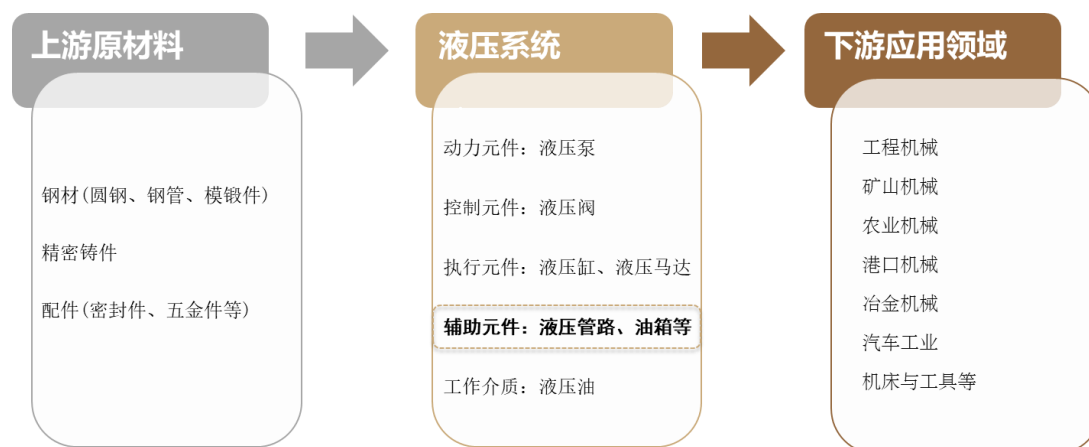 上游原材料
钢材(圆钢、钢管、模锻件)
精密铸件
配件(密封件、五金件等)
液压系统
动力元件：液压泵
控制元件：液压阀
执行元件：液压缸、液压马达
辅助元件：液压管路、油箱等
工作介质：液压油
下游应用领域
工程机械
矿山机械
农业机械
港口机械
冶金机械
汽车工业
机床与工具等